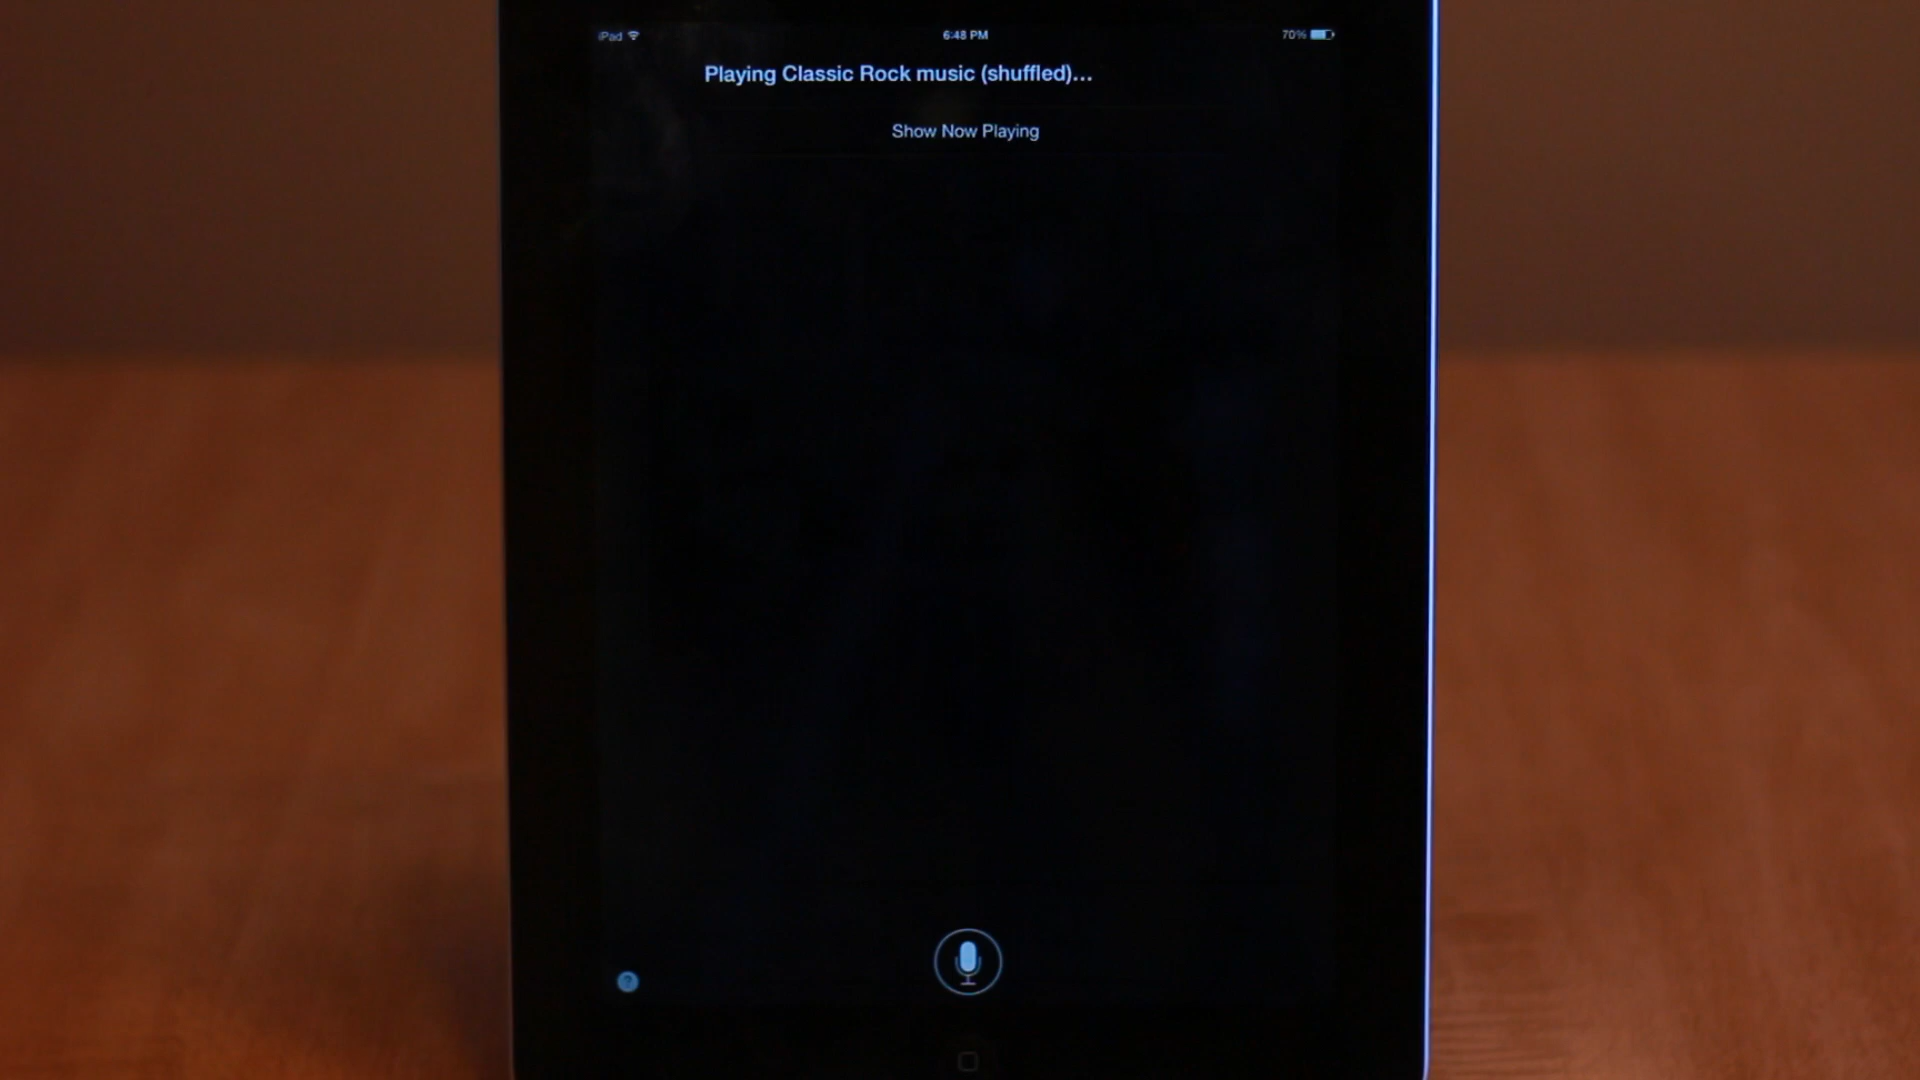 iPad
6:48 PM
70%
Playing Classic Rock music (shuffled)...
Show Now Playing
?